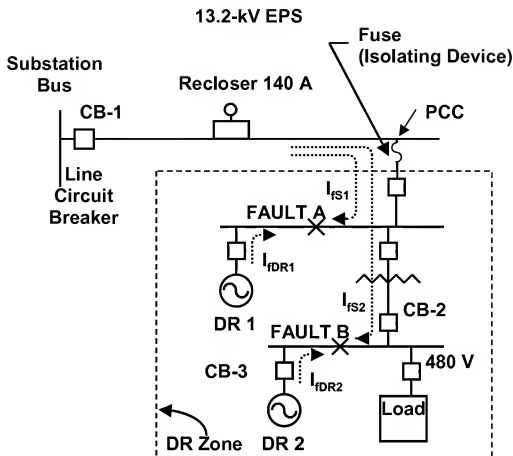 13.2-kV EPS
Fuse
(Isolating Device)
Substation
Bus
Recloser 140 A
CB-1
PCC
Line
Circuit
Breaker
IfS1
FAULT A
IfDR1
DR 1
IfS2
CB-2
FAULT B
480 V
CB-3
IfDR2
Load
DR Zone
DR 2